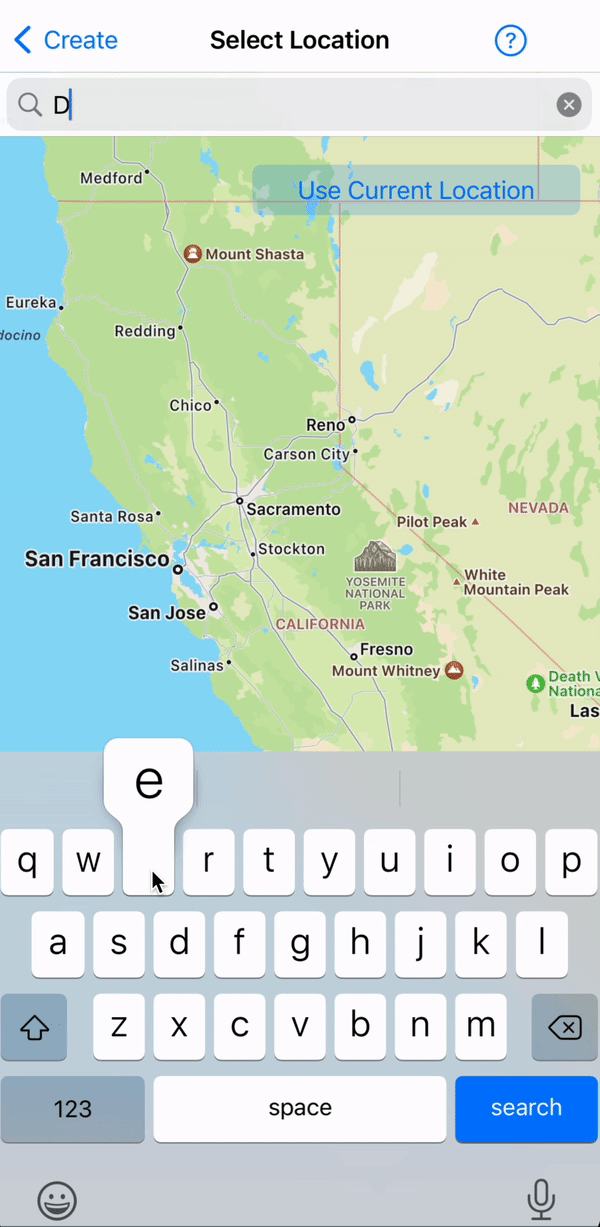 Create
Select Location
?
D
Medford
Use Current Location
Mount Shasta
Eureka
docino
Redding
Chico
Reno
Carson City
Sacramento
Santa Rosa
Pilot Peak
NEVADA
San Francisco
Stockton
YOSEMITE
NATIONAL
PARK
White
Mountain Peak
San Jose
CALIFORNIA
Fresno
Salinas
Mount Whitney
Death V
Nationa
Las
e
q w r t y u i o p
a s d f g h j k l
z x c v b n m
123 space search